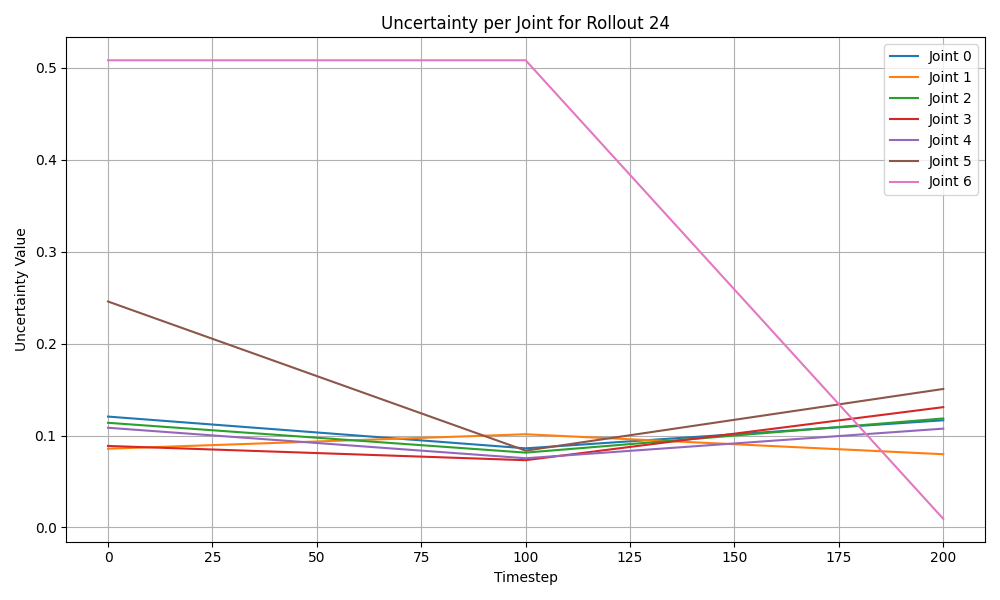 Uncertainty per Joint for Rollout 24
Uncertainty Value
0.5
0.4
0.3
0.2
0.1
0.0
0 25 50 75 100 125 150 175 200
Timestep
Joint 0
Joint 1
Joint 2
Joint 3
Joint 4
Joint 5
Joint 6